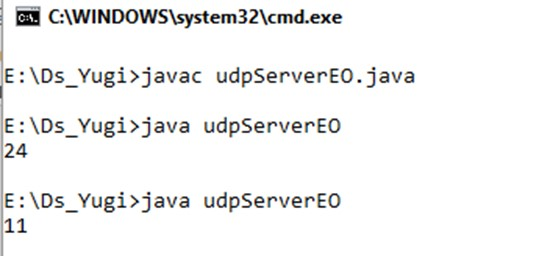 C:\WINDOWS\system32\cmd.exe
E:\Ds_Yugi>javac udpServerEO.java
E:\Ds_Yugi>java udpServerEO
24
E:\Ds_Yugi>java udpServerEO
11